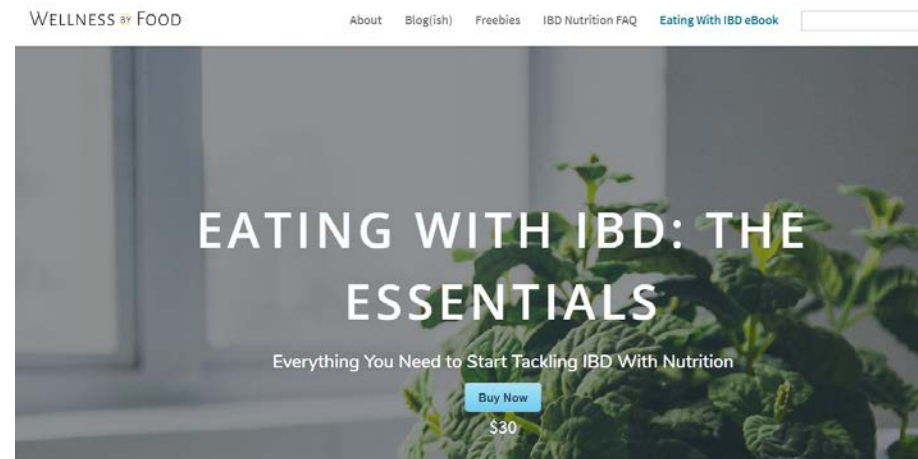 WELLNESS BY FOOD
About Blog(ish) Freebies IBD Nutrition FAQ Eating With IBD eBook
EATING WITH IBD: THE
ESSENTIALS
Everything You Need to Start Tackling IBD With Nutrition
Buy Now
$30